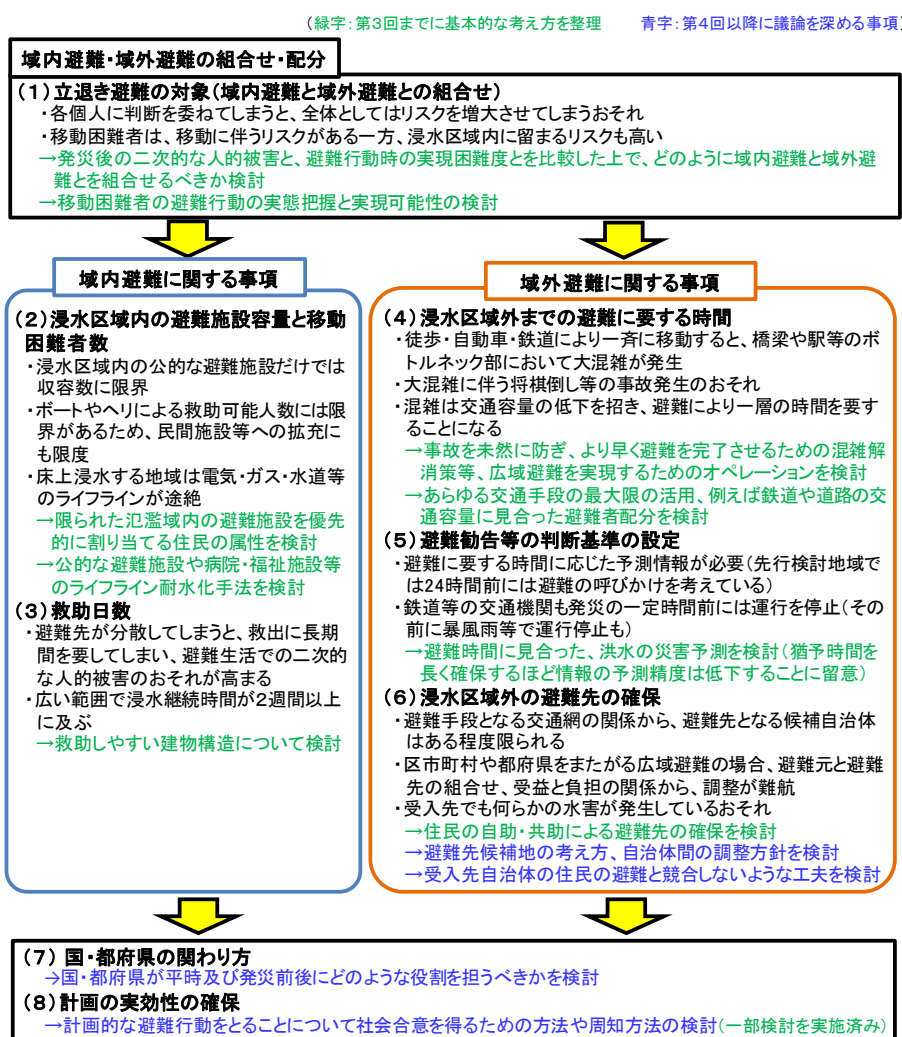 （緑字：第3回までに基本的な考え方を整理　　青字：第4回以降に議論を深める事項）
域内避難・域外避難の組合せ・配分
（１）立退き避難の対象（域内避難と域外避難との組合せ）
・各個人に判断を委ねてしまうと、全体としてはリスクを増大させてしまうおそれ
・移動困難者は、移動に伴うリスクがある一方、浸水区域内に留まるリスクも高い
→発災後の二次的な人的被害と、避難行動時の実現困難度とを比較した上で、どのように域内避難と域外避
難とを組合せるべきか検討
→移動困難者の避難行動の実態把握と実現可能性の検討
域内避難に関する事項
（２）浸水区域内の避難施設容量と移動
困難者数
・浸水区域内の公的な避難施設だけでは
収容数に限界
・ボートやヘリによる救助可能人数には限
界があるため、民間施設等への拡充に
も限度
・床上浸水する地域は電気・ガス・水道等
のライフラインが途絶
→限られた氾濫域内の避難施設を優先
的に割り当てる住民の属性を検討
→公的な避難施設や病院・福祉施設等
のライフライン耐水化手法を検討
（３）救助日数
・避難先が分散してしまうと、救出に長期
間を要してしまい、避難生活での二次的
な人的被害のおそれが高まる
・広い範囲で浸水継続時間が２週間以上
に及ぶ
→救助しやすい建物構造について検討
域外避難に関する事項
（４）浸水区域外までの避難に要する時間
・徒歩・自動車・鉄道により一斉に移動すると、橋梁や駅等のボ
トルネック部において大混雑が発生
・大混雑に伴う将棋倒し等の事故発生のおそれ
・混雑は交通容量の低下を招き、避難により一層の時間を要す
ることになる
→事故を未然に防ぎ、より早く避難を完了させるための混雑解
消策等、広域避難を実現するためのオペレーションを検討
→あらゆる交通手段の最大限の活用、例えば鉄道や道路の交
通容量に見合った避難者配分を検討
（５）避難勧告等の判断基準の設定
・避難に要する時間に応じた予測情報が必要（先行検討地域で
は24時間前には避難の呼びかけを考えている）
・鉄道等の交通機関も発災の一定時間前には運行を停止（その
前に暴風雨等で運行停止も）
→避難時間に見合った、洪水の災害予測を検討（猶予時間を
長く確保するほど情報の予測精度は低下することに留意）
（６）浸水区域外の避難先の確保
・避難手段となる交通網の関係から、避難先となる候補自治体
はある程度限られる
・区市町村や都府県をまたがる広域避難の場合、避難元と避難
先の組合せ、受益と負担の関係から、調整が難航
・受入先でも何らかの水害が発生しているおそれ
→住民の自助・共助による避難先の確保を検討
→避難先候補地の考え方、自治体間の調整方針を検討
→受入先自治体の住民の避難と競合しないような工夫を検討
（７） 国・都府県の関わり方
→国・都府県が平時及び発災前後にどのような役割を担うべきかを検討
（８）計画の実効性の確保
→計画的な避難行動をとることについて社会合意を得るための方法や周知方法の検討（一部検討を実施済み）